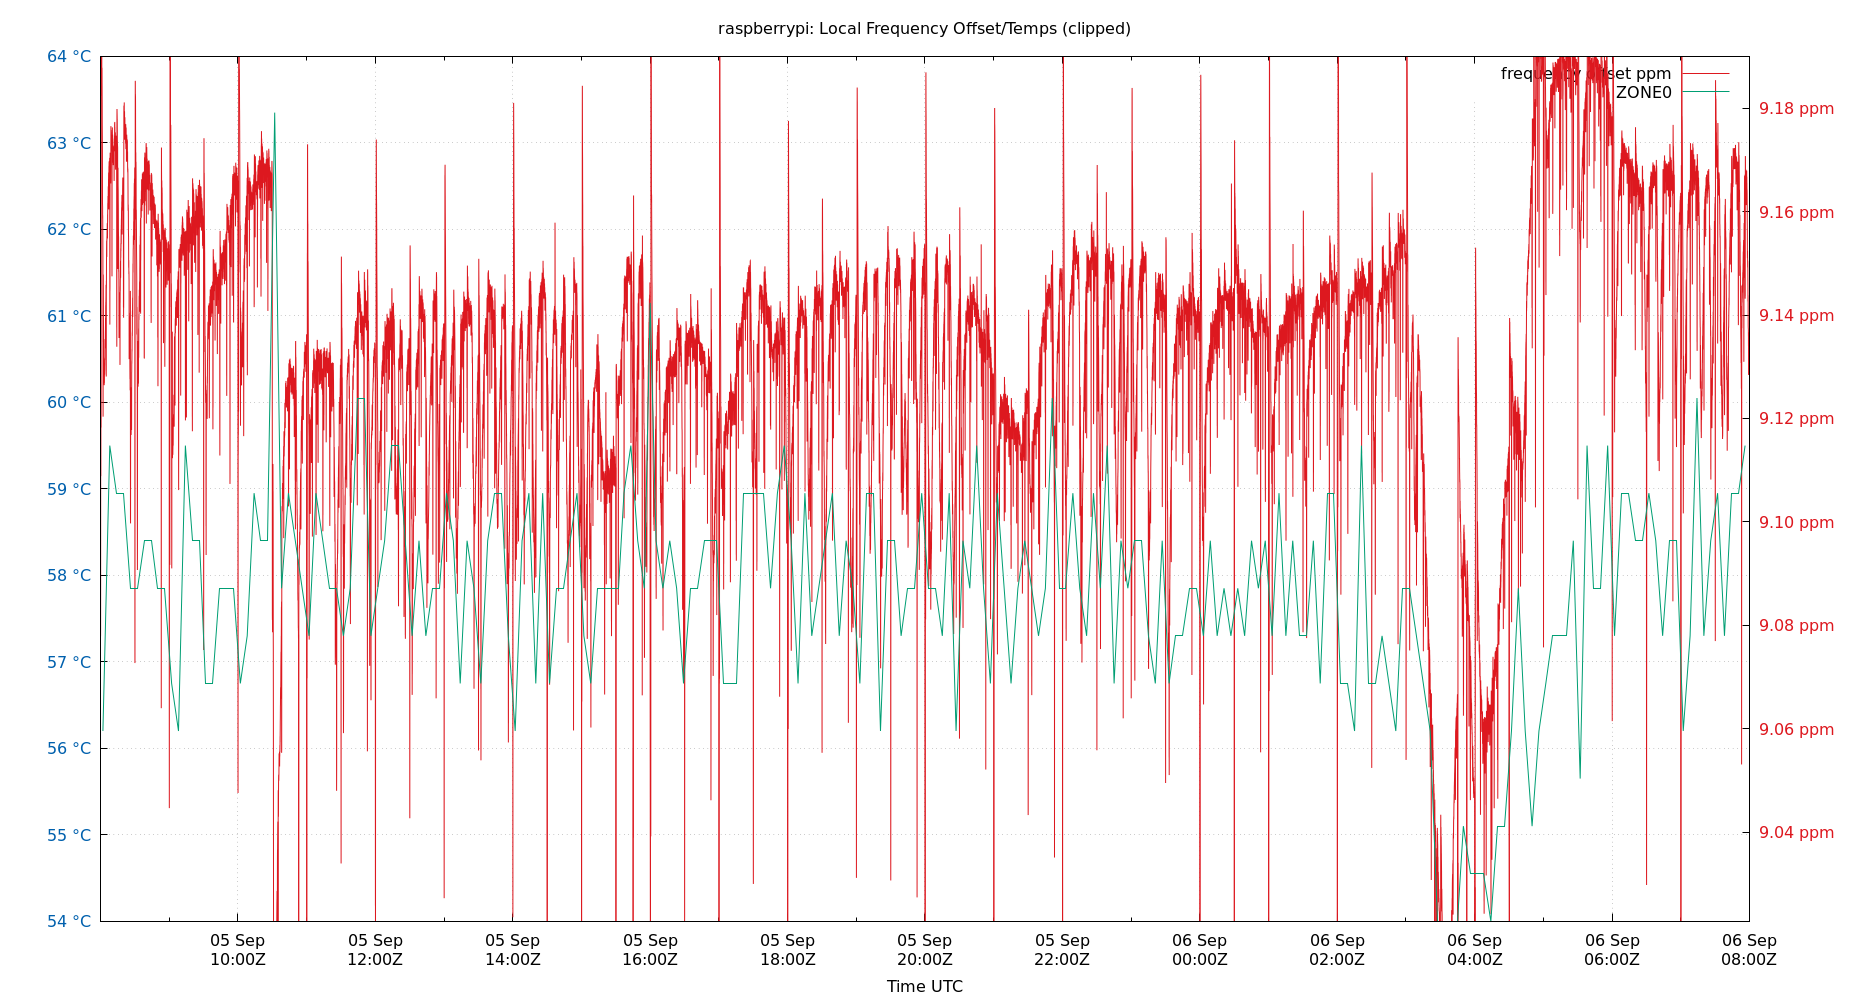 raspberrypi: Local Frequency Offset/Temps (clipped)
64 °C
63 °C
62 °C
61 °C
60 °C
59 °C
58 °C
57 °C
56 °C
55 °C
54 °C
frequency offset ppm
ZONE0
9.18 ppm
9.16 ppm
9.14 ppm
9.12 ppm
9.10 ppm
9.08 ppm
9.06 ppm
9.04 ppm
05 Sep 05 Sep 05 Sep 05 Sep 05 Sep 05 Sep 05 Sep 06 Sep 06 Sep 06 Sep 06 Sep 06 Sep
10:00Z 12:00Z 14:00Z 16:00Z 18:00Z 20:00Z 22:00Z 00:00Z 02:00Z 04:00Z 06:00Z 08:00Z
Time UTC